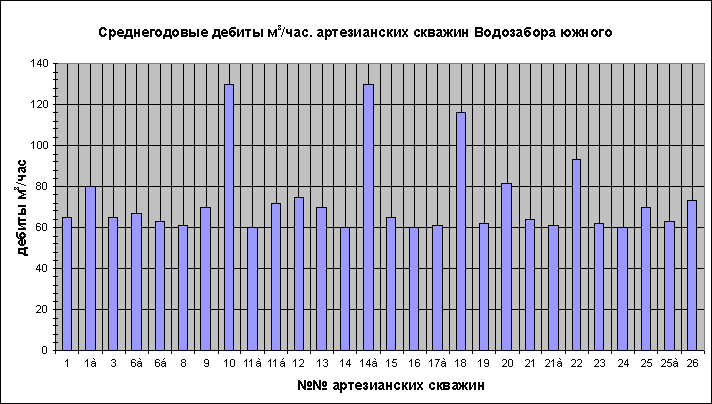 Среднегодовые дебиты м³/час. артезианских скважин Водозабора южного
140
120
100
80
60
40
20
0
дебиты м³/час
1 1à 3 6à 6á 8 9 10 11à 11á 12 13 14 14à 15 16 17à 18 19 20 21 21à 22 23 24 25 25à 26
№№ артезианских скважин